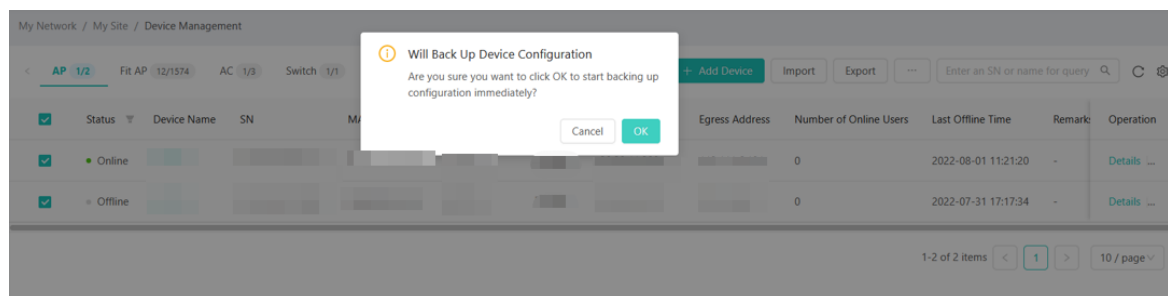 My Network / My Site / Device Management
Will Back Up Device Configuration
Are you sure you want to click OK to start backing up
configuration immediately?
Cancel OK
AP 1/2 Fit AP 12/1574 AC 1/3 Switch 1/1
+ Add Device Import Export ... Enter an SN or name for query
Status Device Name SN Egress Address Number of Online Users Last Offline Time Remark Operation
Online 0 2022-08-01 11:21:20 - Details ...
Offline 0 2022-07-31 17:17:34 - Details ...
1-2 of 2 items < 1 > 10 / page